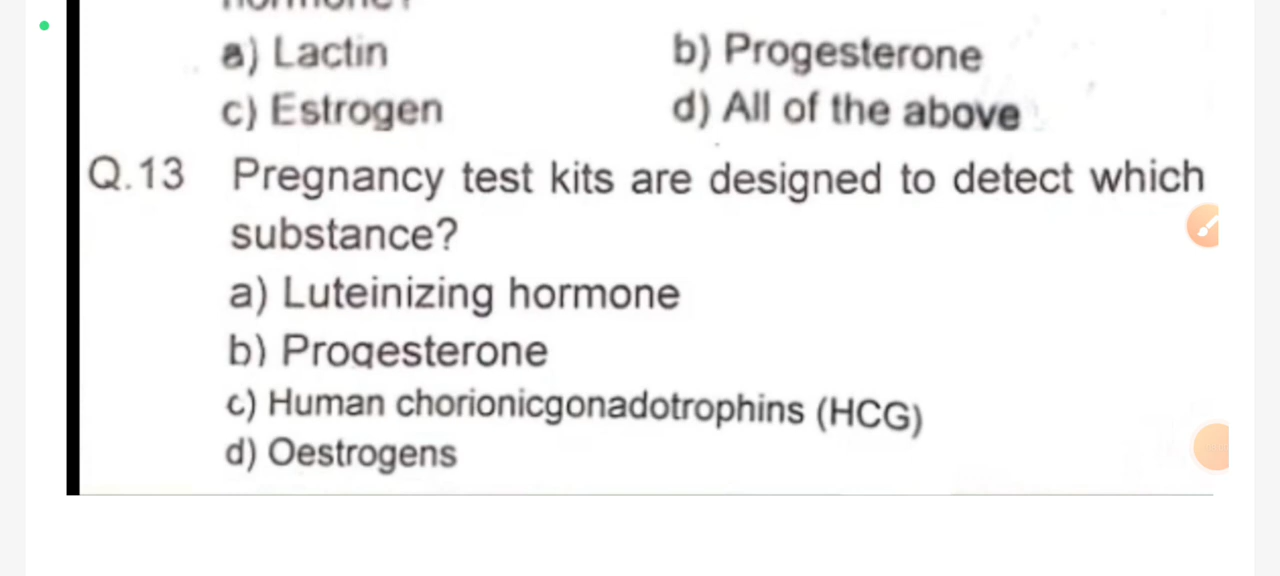 a) Lactin
b) Progesterone
c) Estrogen
d) All of the above
Q.13 Pregnancy test kits are designed to detect which
substance?
a) Luteinizing hormone
b) Progesterone
c) Human chorionicgonadotrophins (HCG)
d) Oestrogens